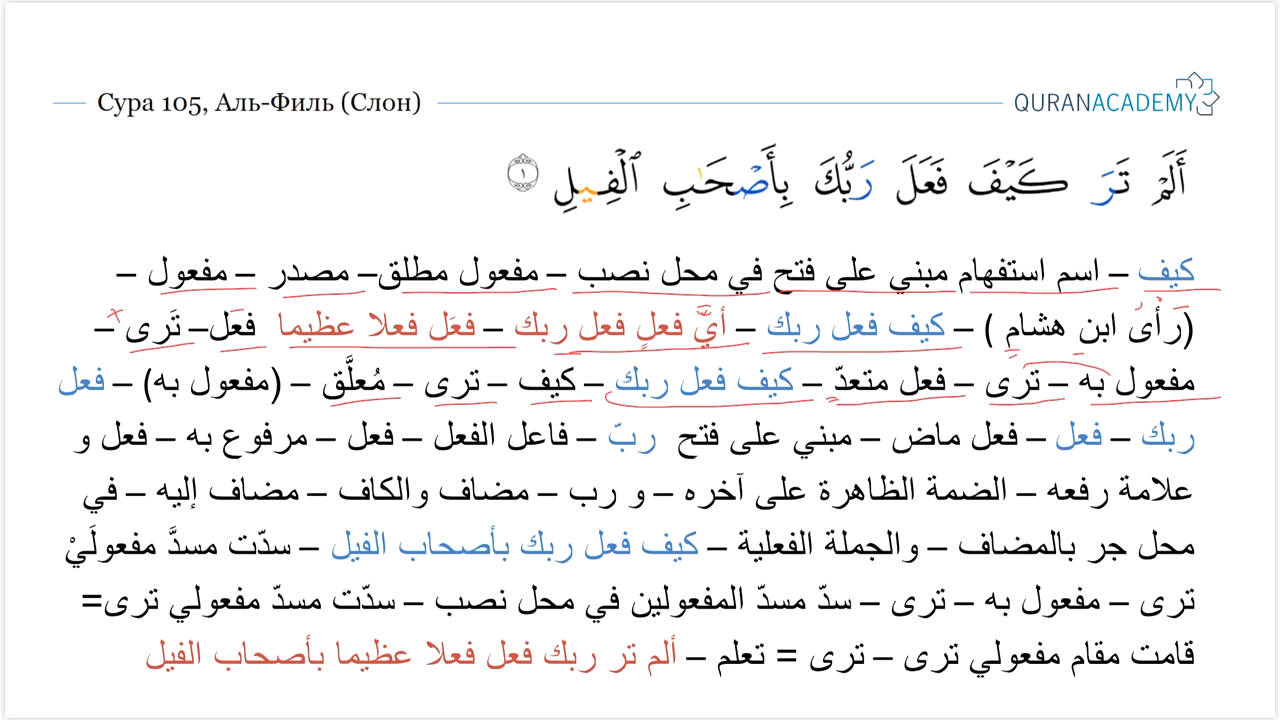 Сура 105, Аль-Филь (Слон)
QURANACADEMY
أَلَمْ تَرَ كَيْفَ فَعَلَ رَبُّكَ بِأَصْحَٰبِ ٱلْفِيلِ ١
كيف – اسم استفهام مبني على فتح في محل نصب – مفعول مطلق– مصدر – مفعول –
(رَأىُ ابن هشامٍ ) – كيف فعل ربك – أيَّ فعلٍ فعل ربك – فعَل فعلا عظيما فعَل– تَرى –
مفعول به – ترى – فعل متعدّ – كيف فعل ربك – كيف – ترى – مُعلَّق – (مفعول به) – فعل
ربك – فعل – فعل ماض – مبني على فتح ربّ – فاعل الفعل – فعل – مرفوع به – فعل و
علامة رفعه – الضمة الظاهرة على آخره – و رب – مضاف والكاف – مضاف إليه – في
محل جر بالمضاف – والجملة الفعلية – كيف فعل ربك بأصحاب الفيل – سدّت مسدَّ مفعولَيْ
ترى – مفعول به – ترى – سدّ مسدّ المفعولين في محل نصب – سدّت مسدّ مفعولي ترى=
قامت مقام مفعولي ترى – ترى = تعلم – ألم تر ربك فعل فعلا عظيما بأصحاب الفيل